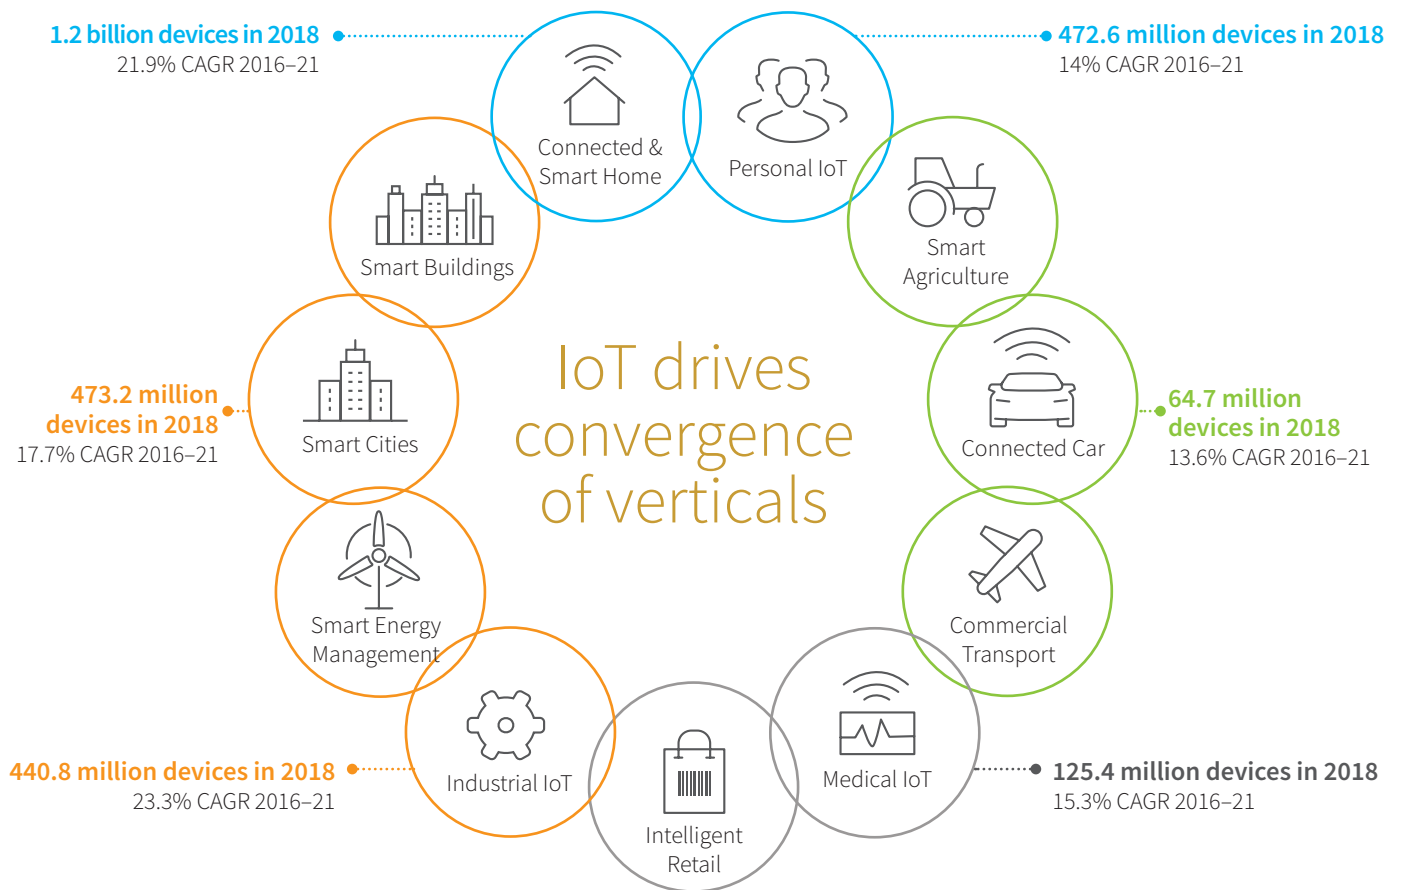 1.2 billion devices in 2018
21.9% CAGR 2016–21
472.6 million devices in 2018
14% CAGR 2016–21
Connected &
Smart Home
Personal IoT
Smart Buildings
Smart
Agriculture
IoT drives
convergence
of verticals
473.2 million
devices in 2018
17.7% CAGR 2016–21
Smart Cities
Connected Car
64.7 million
devices in 2018
13.6% CAGR 2016–21
Smart Energy
Management
Commercial
Transport
440.8 million devices in 2018
23.3% CAGR 2016–21
Industrial IoT
Intelligent
Retail
Medical IoT
125.4 million devices in 2018
15.3% CAGR 2016–21